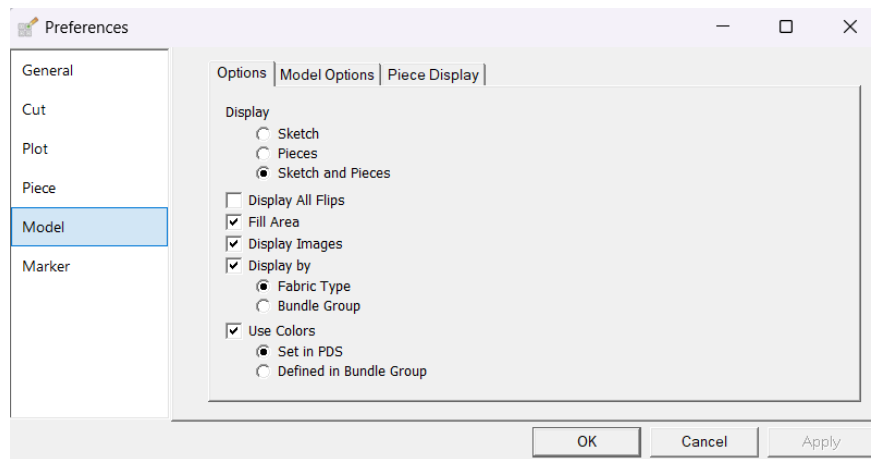 Preferences
General
Cut
Plot
Piece
Model
Marker
Options Model Options Piece Display
Display
Sketch
Pieces
Sketch and Pieces
Display All Flips
Fill Area
Display Images
Display by
Fabric Type
Bundle Group
Use Colors
Set in PDS
Defined in Bundle Group
OK Cancel Apply